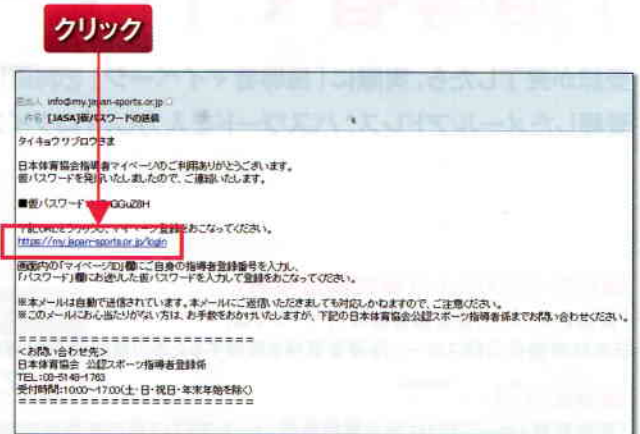 クリック
info@my.japan-sports.or.jp
件名 【JASA】仮パスワードの送信
タイキョウサブロウさま
日本体育協会指導者マイページのご利用ありがとうございます。
仮パスワードを発行いたしましたので、ご連絡いたします。
■仮パスワード GGuZ8H
下記URLをクリックし、マイページ登録をおこなってください。
https://my.japan-sports.or.jp/login
画面内の「マイページID」欄にご自身の指導者登録番号を入力し、
「パスワード」欄にお送りした仮パスワードを入力して登録をおこなってください。
※本メールは自動で送信されています。本メールにご返信いただきましても対応しかねますので、ご注意ください。
※このメールにお心当たりがない方は、お手数をおかけいたしますが、下記の日本体育協会公認スポーツ指導者係までお問い合わせください。
========================
<お問い合わせ先>
日本体育協会 公認スポーツ指導者登録係
TEL:03-5148-1763
受付時間:10:00~17:00(土・日・祝日・年末年始を除く)
========================